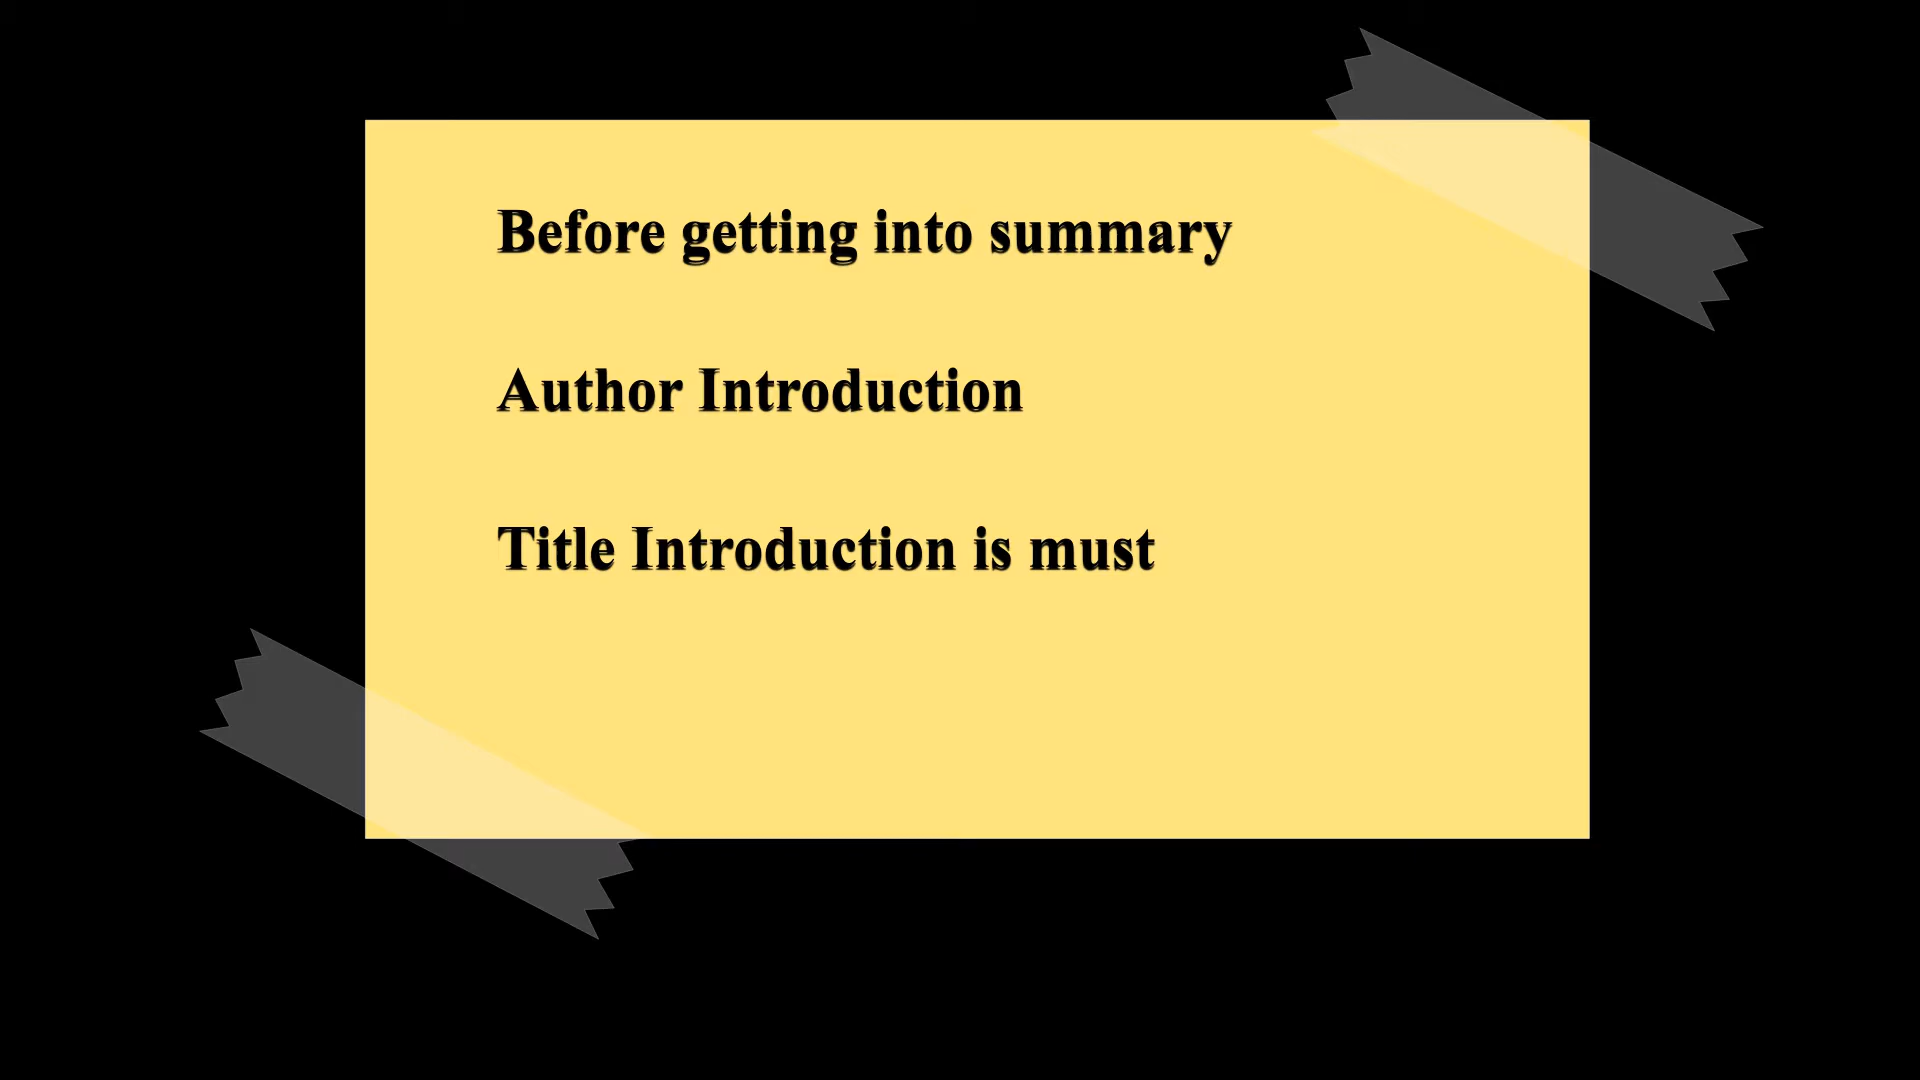 Before getting into summary
Author Introduction
Title Introduction is must